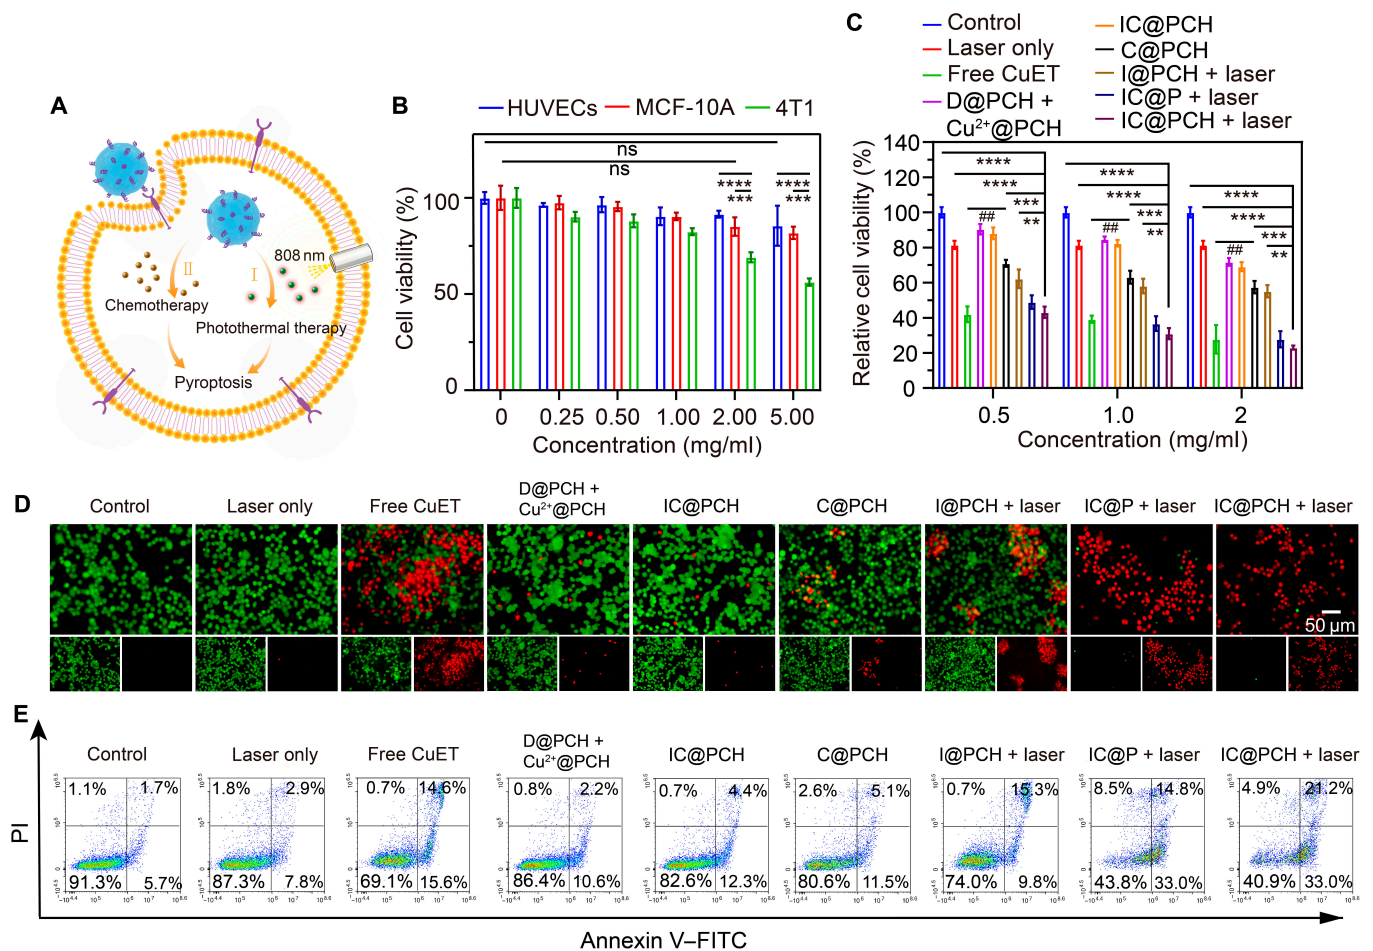 A
808 nm
II
I
Chemotherapy
Photothermal therapy
Pyroptosis
B
HUVECs MCF-10A 4T1
Cell viability (%)
100
50
0
ns
ns
****
***
****
***
0 0.25 0.50 1.00 2.00 5.00
Concentration (mg/ml)
C
Control
Laser only
Free CuET
D@PCH +
Cu2+@PCH
IC@PCH
C@PCH
I@PCH + laser
IC@P + laser
IC@PCH + laser
Relative cell viability (%)
140
120
100
80
60
40
20
0
****
****
***
**
##
****
****
***
**
##
****
****
***
**
##
0.5 1.0 2
Concentration (mg/ml)
D
Control
Laser only
Free CuET
D@PCH +
Cu2+@PCH
IC@PCH
C@PCH
I@PCH + laser
IC@P + laser
IC@PCH + laser
50 µm
E
PI
Control
1.1% 1.7%
91.3% 5.7%
Laser only
1.8% 2.9%
87.3% 7.8%
Free CuET
0.7% 14.6%
69.1% 15.6%
D@PCH +
Cu2+@PCH
0.8% 2.2%
86.4% 10.6%
IC@PCH
0.7% 4.4%
82.6% 12.3%
C@PCH
2.6% 5.1%
80.6% 11.5%
I@PCH + laser
0.7% 15.3%
74.0% 9.8%
IC@P + laser
8.5% 14.8%
43.8% 33.0%
IC@PCH + laser
4.9% 21.2%
40.9% 33.0%
Annexin V–FITC